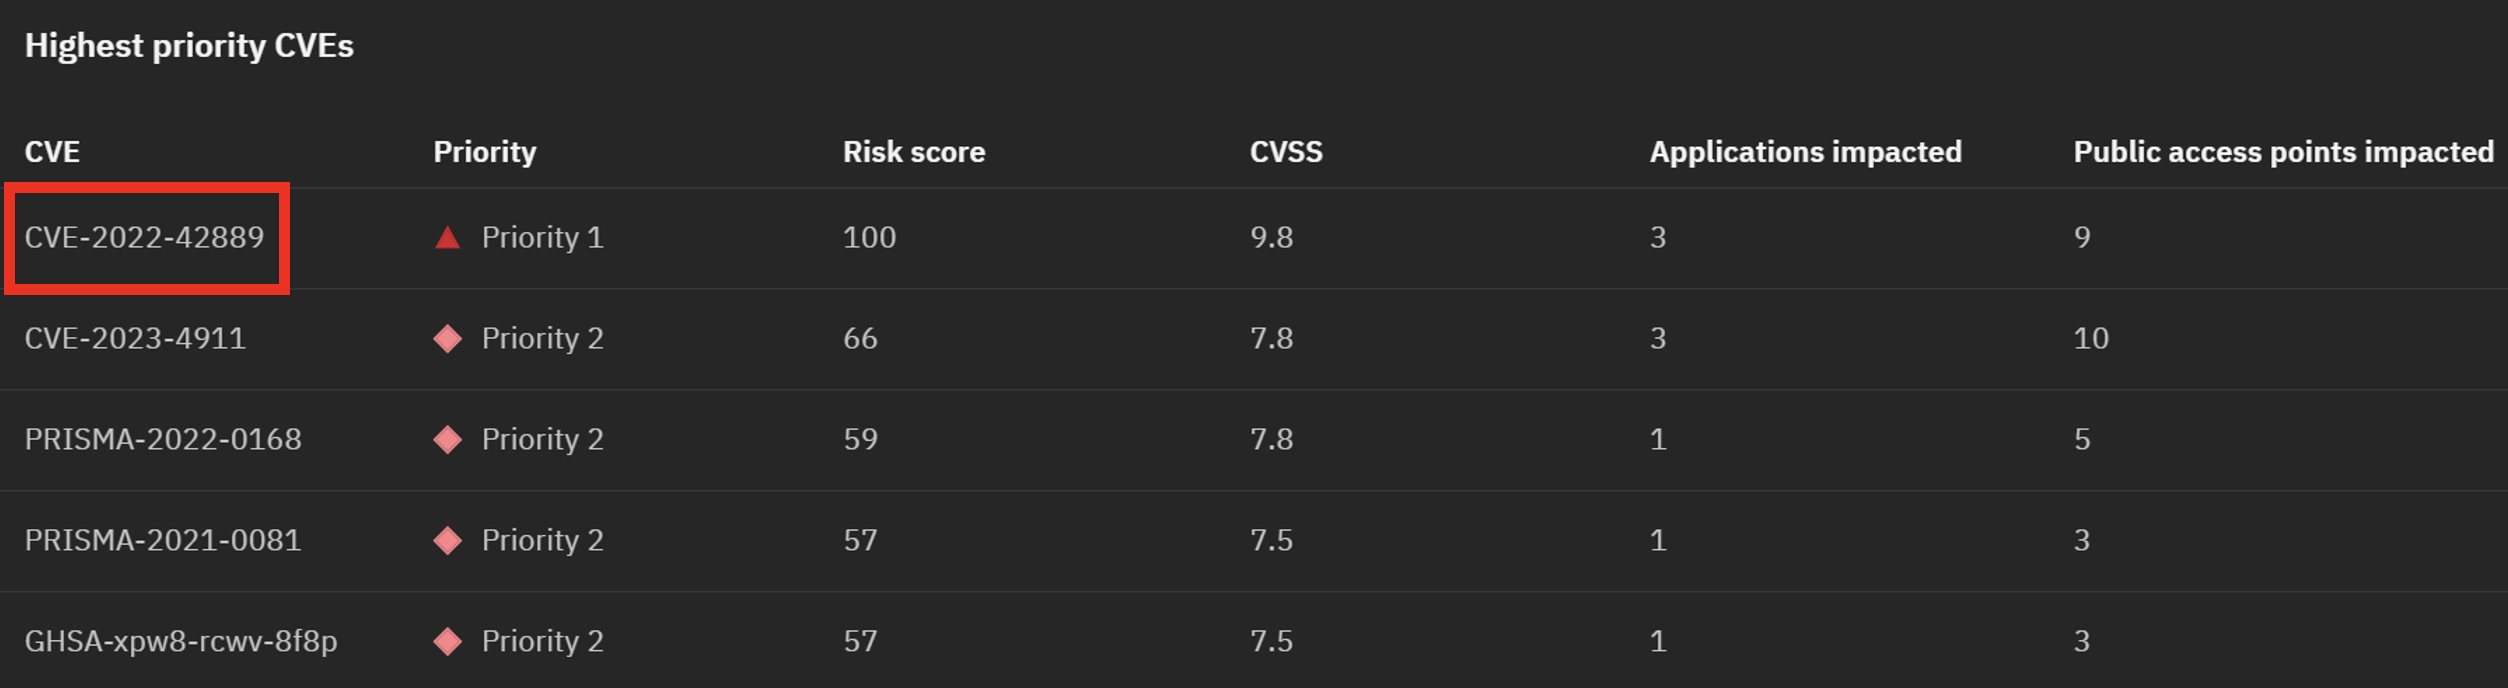 Highest priority CVEs
CVE Priority Risk score CVSS Applications impacted Public access points impacted
CVE-2022-42889 Priority 1 100 9.8 3 9
CVE-2023-4911 Priority 2 66 7.8 3 10
PRISMA-2022-0168 Priority 2 59 7.8 1 5
PRISMA-2021-0081 Priority 2 57 7.5 1 3
GHSA-xpw8-rcwv-8f8p Priority 2 57 7.5 1 3